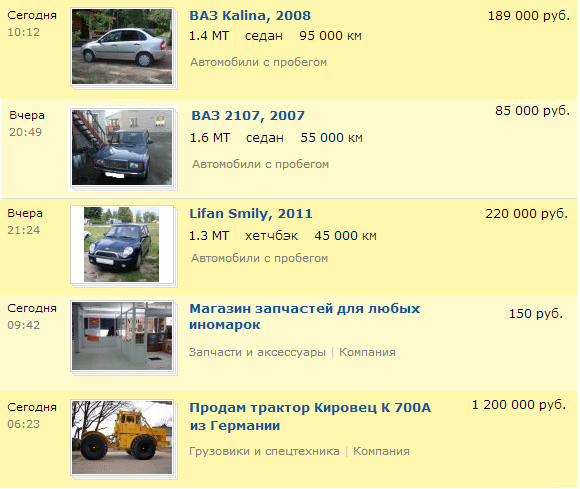 Сегодня
10:12
ВАЗ Kalina, 2008
189 000 руб.
1.4 МТ седан 95 000 км
Автомобили с пробегом
Вчера
20:49
ВАЗ 2107, 2007
85 000 руб.
1.6 МТ седан 55 000 км
Автомобили с пробегом
Вчера
21:24
Lifan Smily, 2011
220 000 руб.
1.3 МТ хетчбэк 45 000 км
Автомобили с пробегом
Сегодня
09:42
Магазин запчастей для любых
иномарок
150 руб.
Запчасти и аксессуары | Компания
Сегодня
06:23
Продам трактор Кировец К 700А
из Германии
1 200 000 руб.
Грузовики и спецтехника | Компания